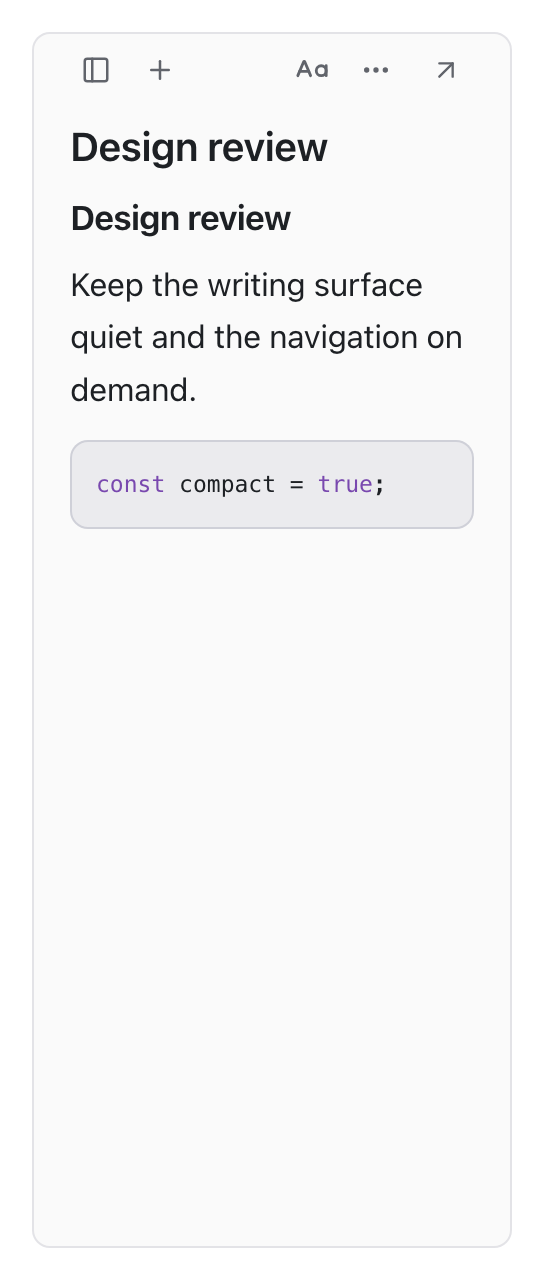 Aa
Design review
Design review
Keep the writing surface
quiet and the navigation on
demand.
const compact = true;